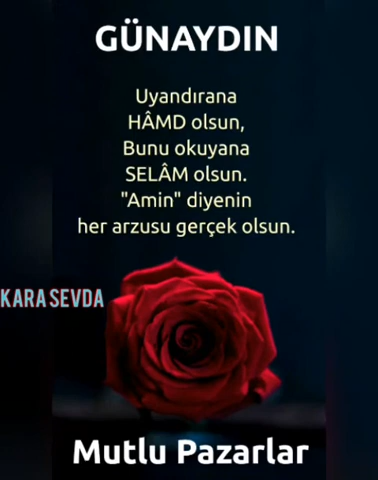 GÜNAYDIN
Uyandırana
HÂMD olsun,
Bunu okuyana
SELÂM olsun.
"Amin" diyenin
her arzusu gerçek olsun.
KARA SEVDA
Mutlu Pazarlar